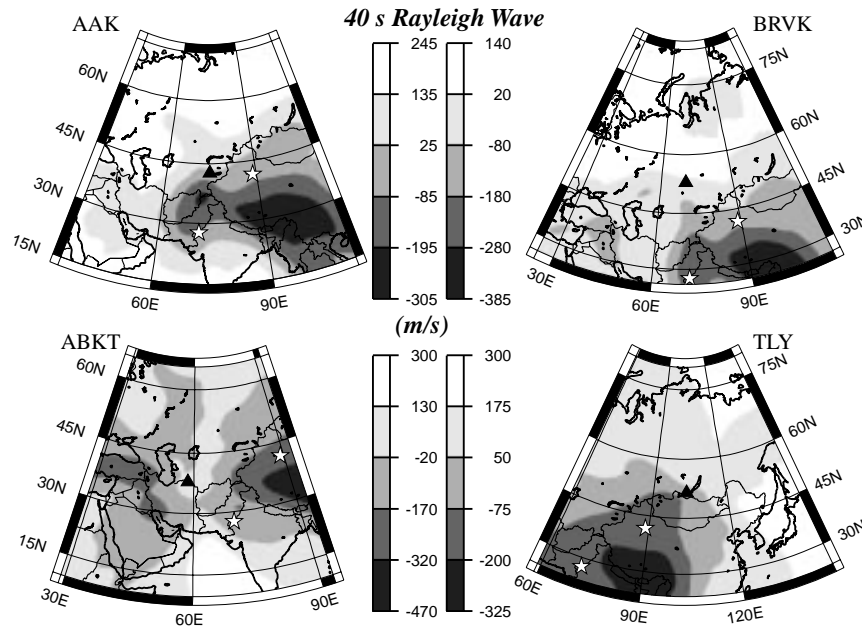 AAK
40 s Rayleigh Wave
BRVK
60N
45N
30N
15N
60E
90E
245
135
25
-85
-195
-305
140
20
-80
-180
-280
-385
75N
60N
45N
30N
30E
60E
90E
(m/s)
ABKT
TLY
60N
45N
30N
15N
30E
60E
90E
300
130
-20
-170
-320
-470
300
175
50
-75
-200
-325
75N
60N
45N
30N
60E
90E
120E